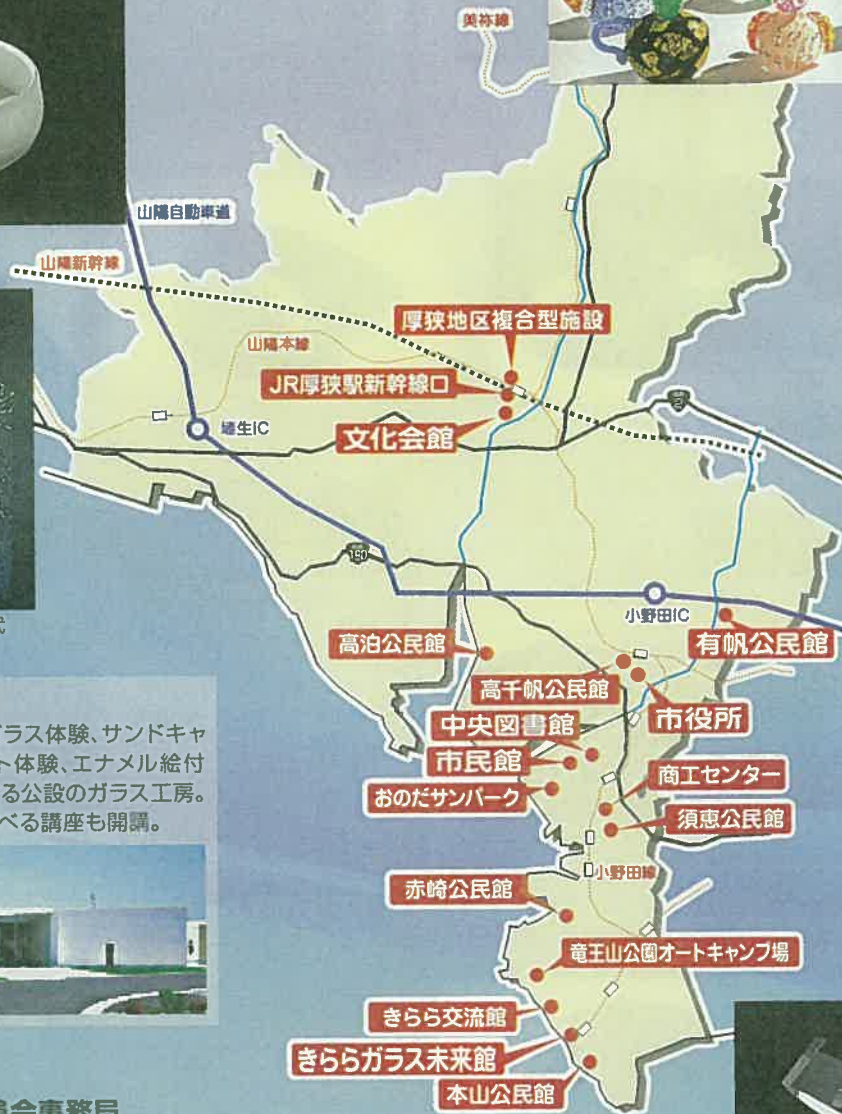 美祢線
山陽自動車道
山陽新幹線
厚狭地区複合型施設
山陽本線
JR厚狭駅新幹線口
埴生IC
文化会館
2
190
小野田IC
高泊公民館
有帆公民館
高千帆公民館
市役所
中央図書館
市民館
商工センター
おのだサンパーク
須恵公民館
小野田線
赤崎公民館
竜王山公園オートキャンプ場
きらら交流館
きららガラス未来館
本山公民館
ラス体験、サンドキャ
ト体験、エナメル絵付
る公設のガラス工房。
べる講座も開講。
会事務局